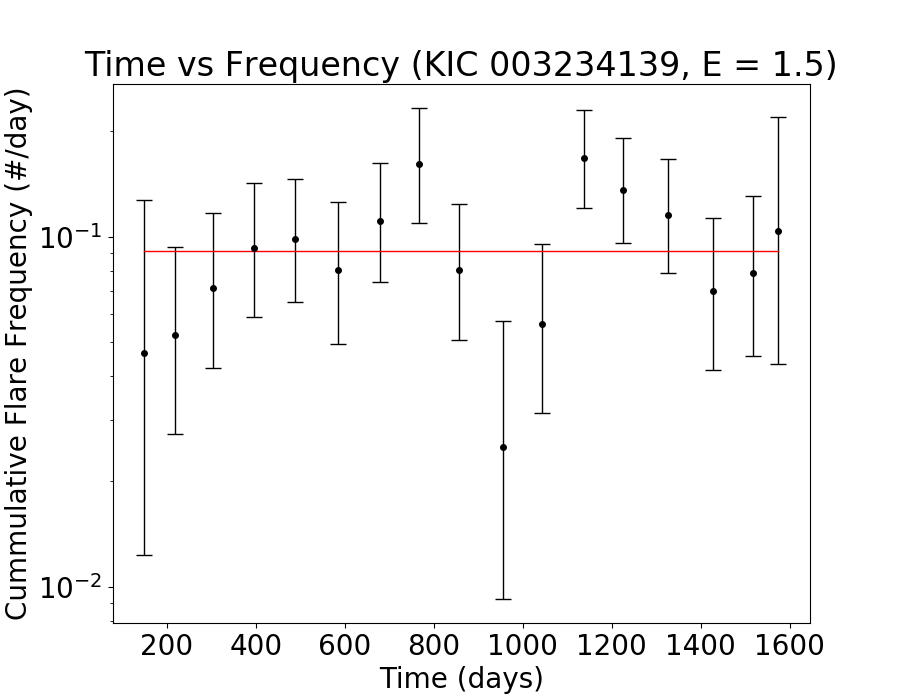 Time vs Frequency (KIC 003234139, E = 1.5)
Cummulative Flare Frequency (#/day)
10⁻¹
10⁻²
200 400 600 800 1000 1200 1400 1600
Time (days)